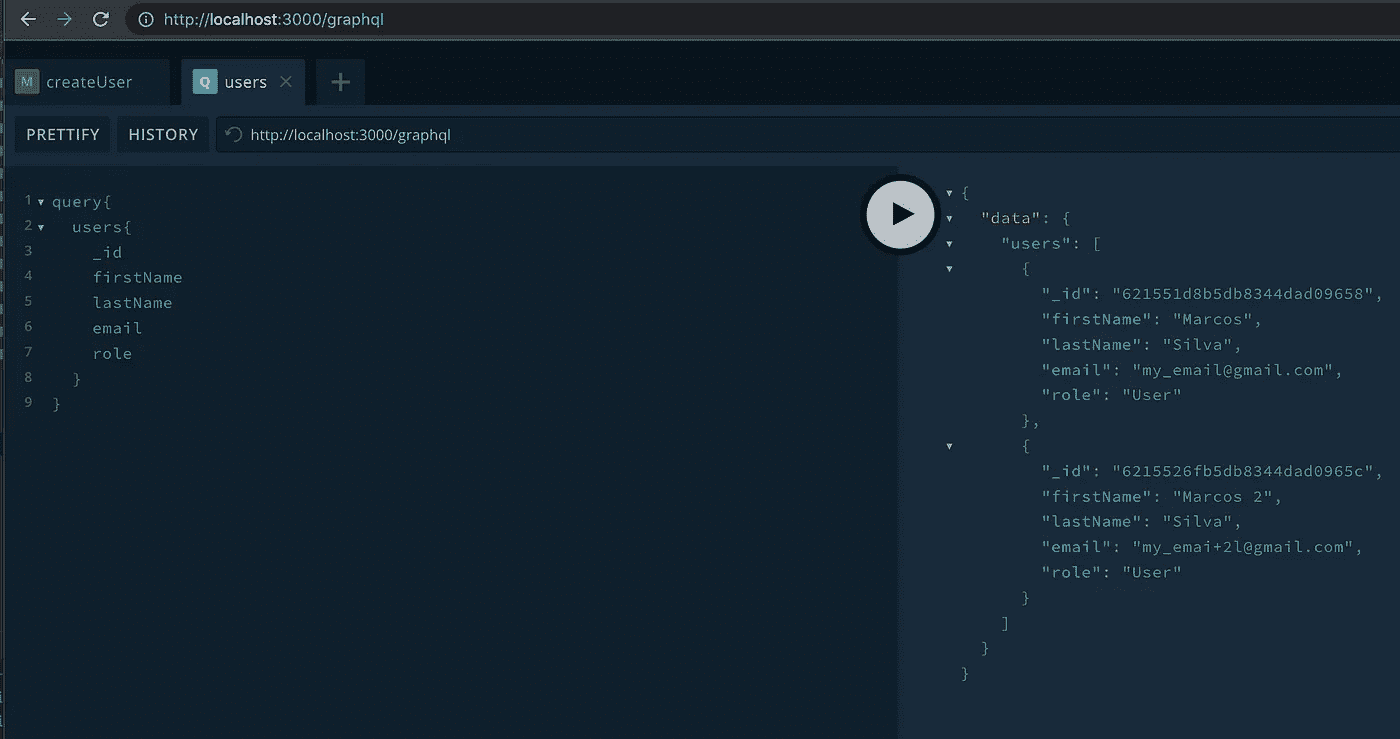 http://localhost:3000/graphql
M createUser
Q users
PRETTIFY HISTORY http://localhost:3000/graphql
1 query{
2 users{
3 _id
4 firstName
5 lastName
6 email
7 role
8 }
9 }
{
"data": {
"users": [
{
"_id": "621551d8b5db8344dad09658",
"firstName": "Marcos",
"lastName": "Silva",
"email": "my_email@gmail.com",
"role": "User"
},
{
"_id": "6215526fb5db8344dad0965c",
"firstName": "Marcos 2",
"lastName": "Silva",
"email": "my_emai+2l@gmail.com",
"role": "User"
}
]
}
}